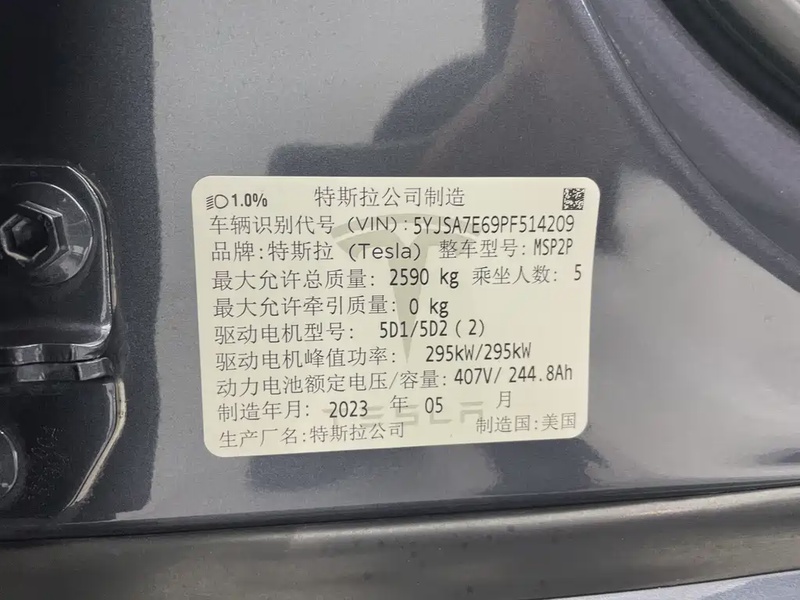 1.0% 特斯拉公司制造
车辆识别代号 (VIN): 5YJSA7E69PF514209
品牌:特斯拉 (Tesla) 整车型号: MSP2P
最大允许总质量: 2590 kg 乘坐人数: 5
最大允许牵引质量: 0 kg
驱动电机型号: 5D1/5D2 (2)
驱动电机峰值功率: 295kW/295kW
动力电池额定电压/容量: 407V/ 244.8Ah
制造年月: 2023 年 05 月
TESLA
生产厂名:特斯拉公司 制造国:美国